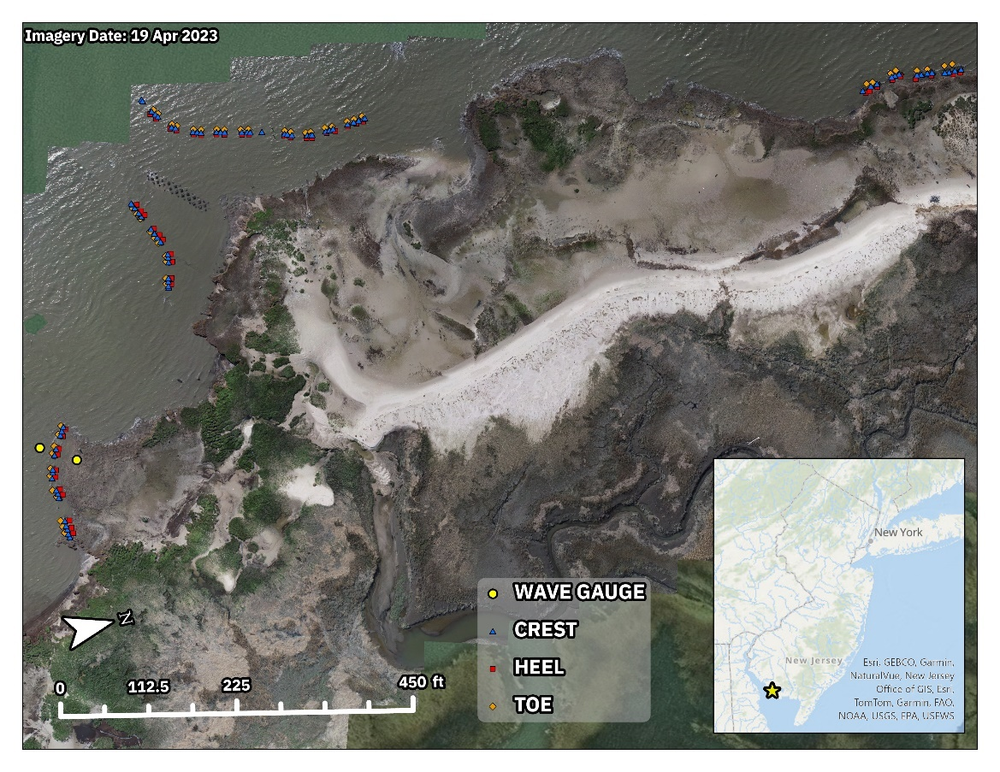 Imagery Date: 19 Apr 2023
N
0 112.5 225 450 ft
WAVE GAUGE
CREST
HEEL
TOE
New York
New Jersey
Esri, GEBCO, Garmin,
NaturalVue, New Jersey
Office of GIS, Esri,
TomTom, Garmin, FAO,
NOAA, USGS, EPA, USFWS